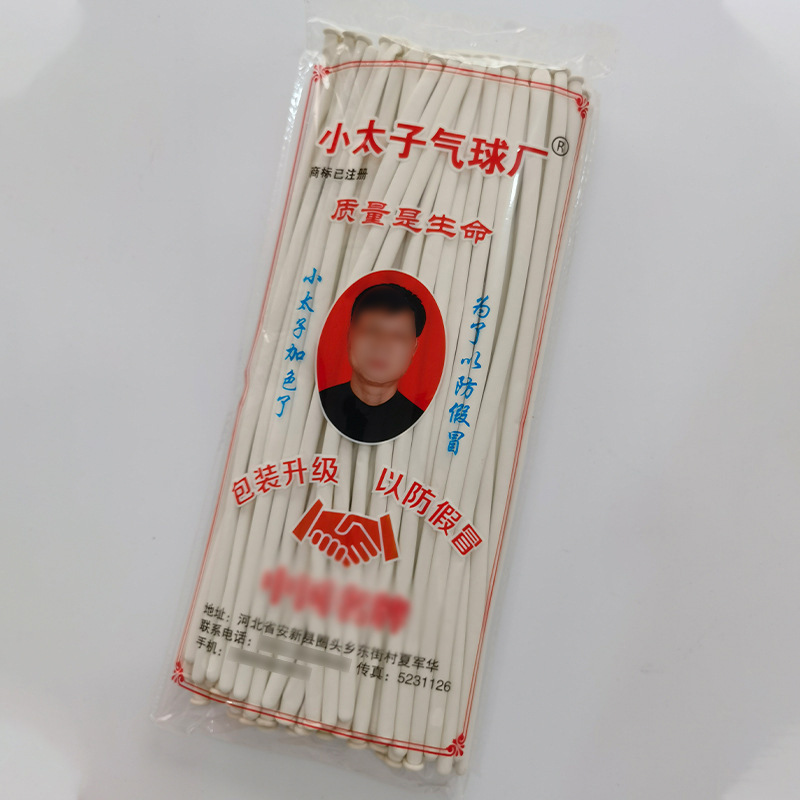 小太子气球厂®
商标已注册
质量是生命
小太子加色了
为了以防假冒
包装升级 以防假冒
地址：河北省安新县圈头乡东街村夏军华
联系电话：
手机：
传真：5231126